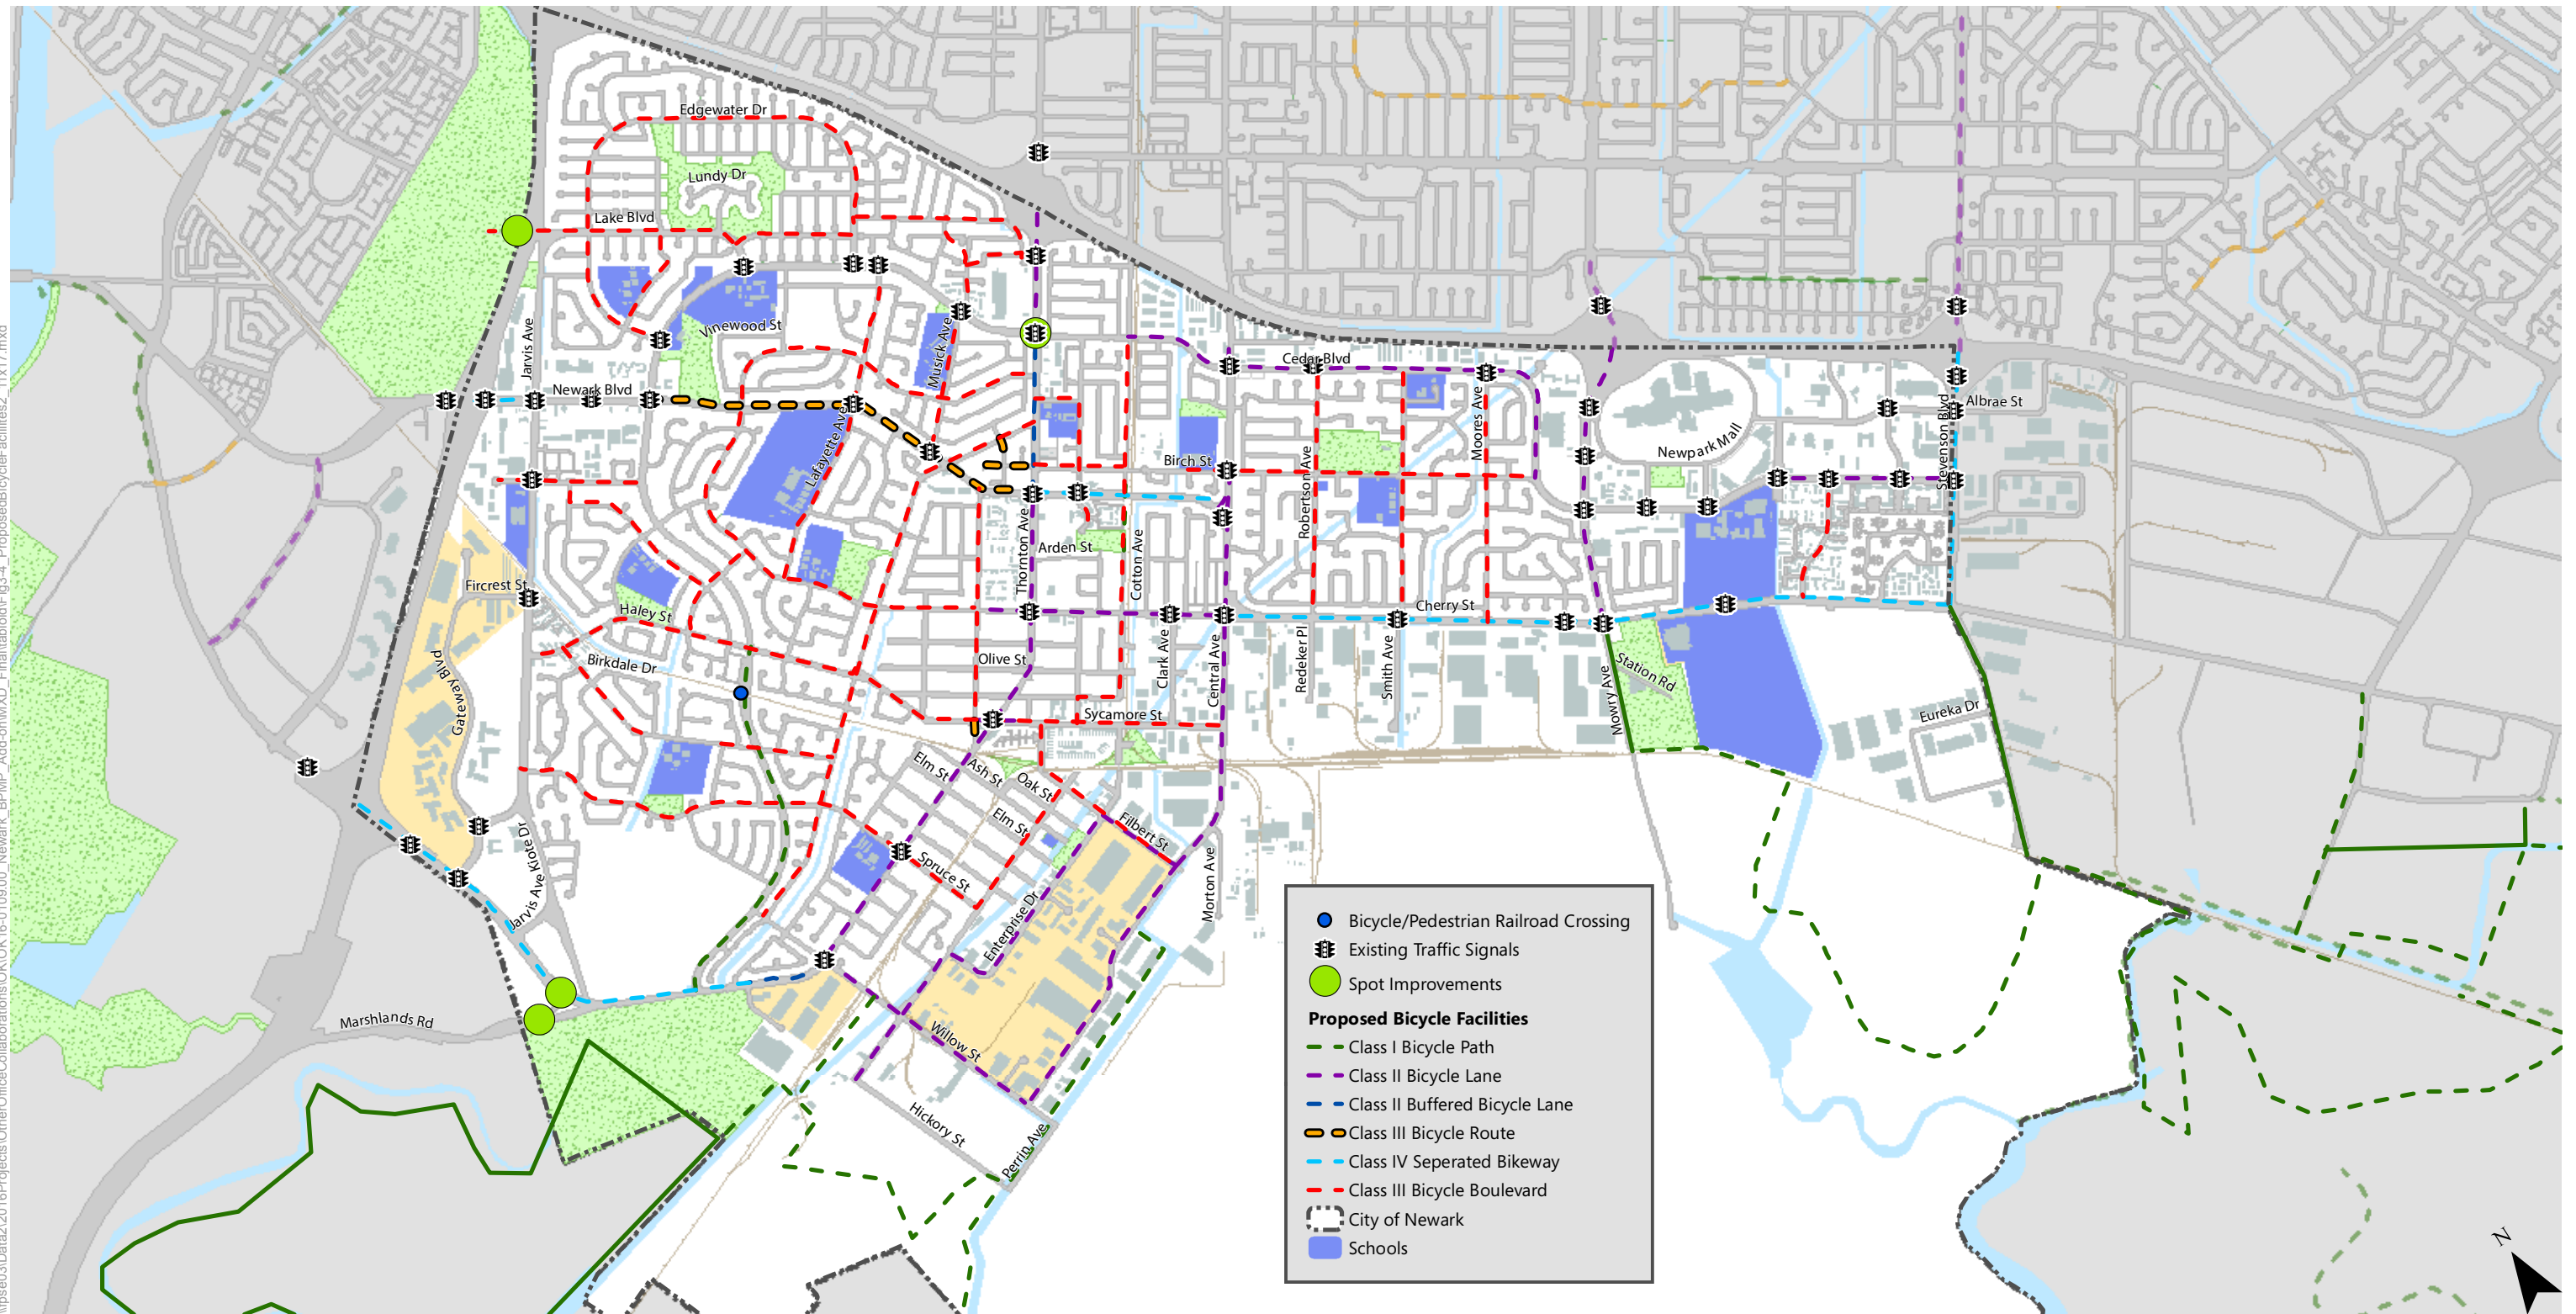 Edgewater Dr
Lundy Dr
Lake Blvd
Vinewood St
Jarvis Ave
Musick Ave
Newark Blvd
Cedar Blvd
Moores Ave
Albrae St
Stevenson Blvd
Newpark Mall
Lafayette Ave
Birch St
Robertson Ave
Thornton Ave
Arden St
Cotton Ave
Fircrest St
Haley St
Cherry St
Birkdale Dr
Olive St
Clark Ave
Central Ave
Redeker Pl
Smith Ave
Mowry Ave
Station Rd
Gateway Blvd
Sycamore St
Eureka Dr
Elm St
Ash St
Oak St
Elm St
Filbert St
Spruce St
Jarvis Ave
Kiote Dr
Morton Ave
Enterprise Dr
Marshlands Rd
Willow St
Hickory St
Perrin Ave
Bicycle/Pedestrian Railroad Crossing
Existing Traffic Signals
Spot Improvements
Proposed Bicycle Facilities
Class I Bicycle Path
Class II Bicycle Lane
Class II Buffered Bicycle Lane
Class III Bicycle Route
Class IV Seperated Bikeway
Class III Bicycle Boulevard
City of Newark
Schools
N